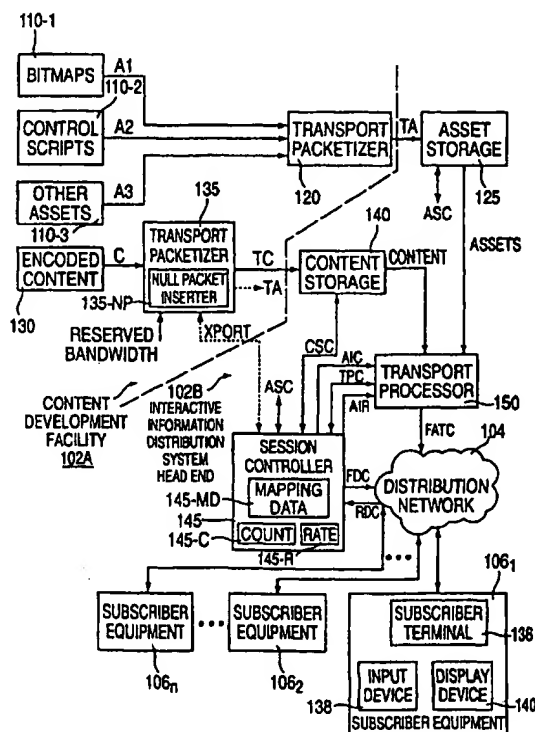 110-1
BITMAPS
A1
110-2
CONTROL
SCRIPTS
A2
OTHER
ASSETS
A3
110-3
ENCODED
CONTENT
130
C
TRANSPORT
PACKETIZER
120
TA
ASSET
STORAGE
125
ASC
ASSETS
135
TRANSPORT
PACKETIZER
NULL PACKET
INSERTER
135-NP
TC
TA
140
CONTENT
STORAGE
CONTENT
RESERVED
BANDWIDTH
XPORT
CONTENT
DEVELOPMENT
FACILITY
102A
102B
INTERACTIVE
INFORMATION
DISTRIBUTION
SYSTEM
HEAD END
ASC
CSC
AIC
TPC
AIR
TRANSPORT
PROCESSOR
150
FATC
104
SESSION
CONTROLLER
MAPPING
DATA
145-MD
145
COUNT
RATE
145-C
145-R
FDC
RDC
DISTRIBUTION
NETWORK
SUBSCRIBER
EQUIPMENT
106n
SUBSCRIBER
EQUIPMENT
1062
1061
SUBSCRIBER
TERMINAL
136
INPUT
DEVICE
DISPLAY
DEVICE
138
140
SUBSCRIBER EQUIPMENT